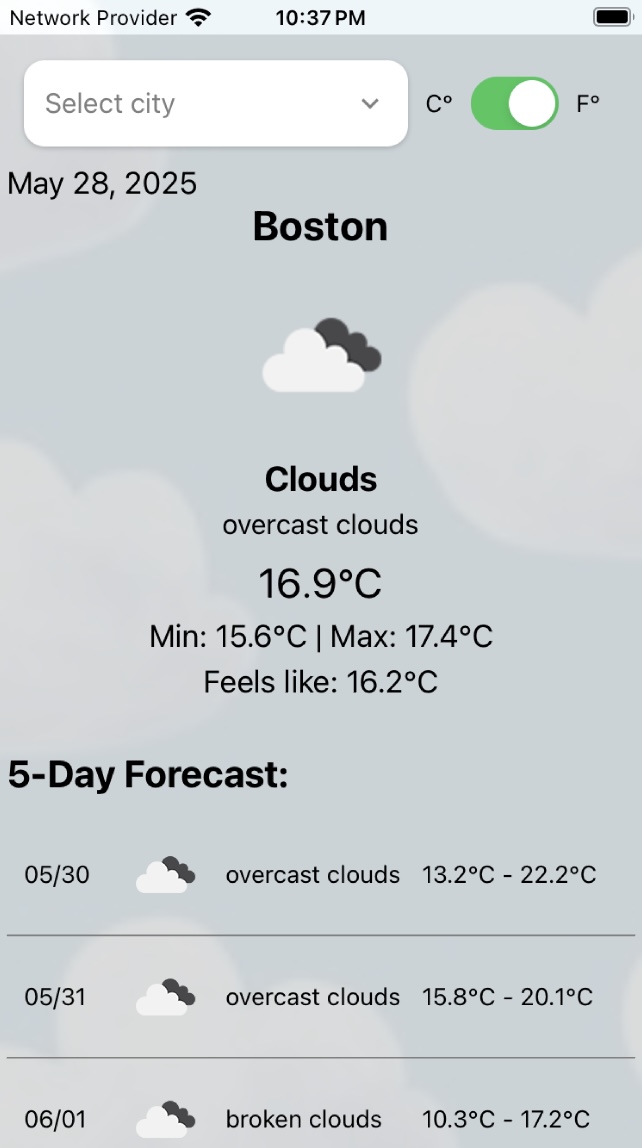 Network Provider 10:37 PM
Select city C° F°
May 28, 2025
Boston
Clouds
overcast clouds
16.9°C
Min: 15.6°C | Max: 17.4°C
Feels like: 16.2°C
5-Day Forecast:
05/30 overcast clouds 13.2°C - 22.2°C
05/31 overcast clouds 15.8°C - 20.1°C
06/01 broken clouds 10.3°C - 17.2°C